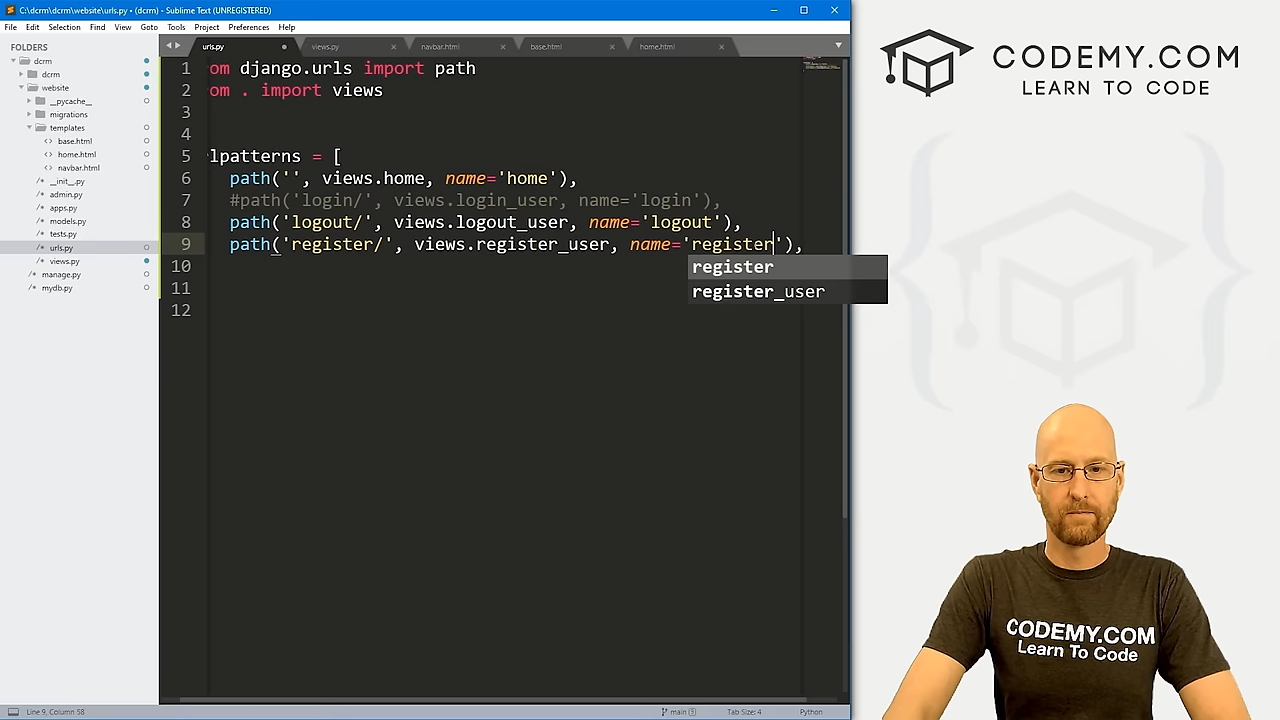 C:\dcrm\dcrm\website\urls.py • (dcrm) - Sublime Text (UNREGISTERED)
File Edit Selection Find View Goto Tools Project Preferences Help
FOLDERS
dcrm
dcrm
website
__pycache__
migrations
templates
base.html
home.html
navbar.html
__init__.py
admin.py
apps.py
models.py
tests.py
urls.py
views.py
manage.py
mydb.py
urls.py views.py navbar.html base.html home.html
1 om django.urls import path
2 om . import views
3
4
5 lpatterns = [
6 path('', views.home, name='home'),
7 #path('login/', views.login_user, name='login'),
8 path('logout/', views.logout_user, name='logout'),
9 path('register/', views.register_user, name='register'),
10
11
12
register
register_user
Line 9, Column 58
main
Tab Size: 4
Python
CODEMY.COM
LEARN TO CODE
CODEMY.COM
Learn To Code